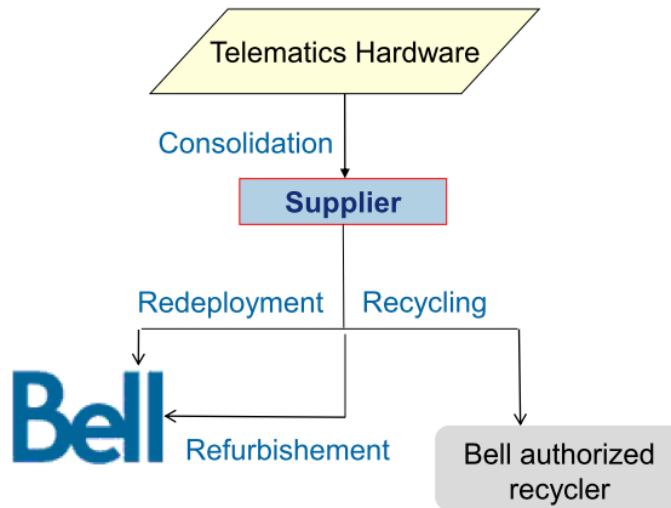 Telematics Hardware
Consolidation
Supplier
Redeployment
Recycling
Bell
Refurbishement
Bell authorized
recycler